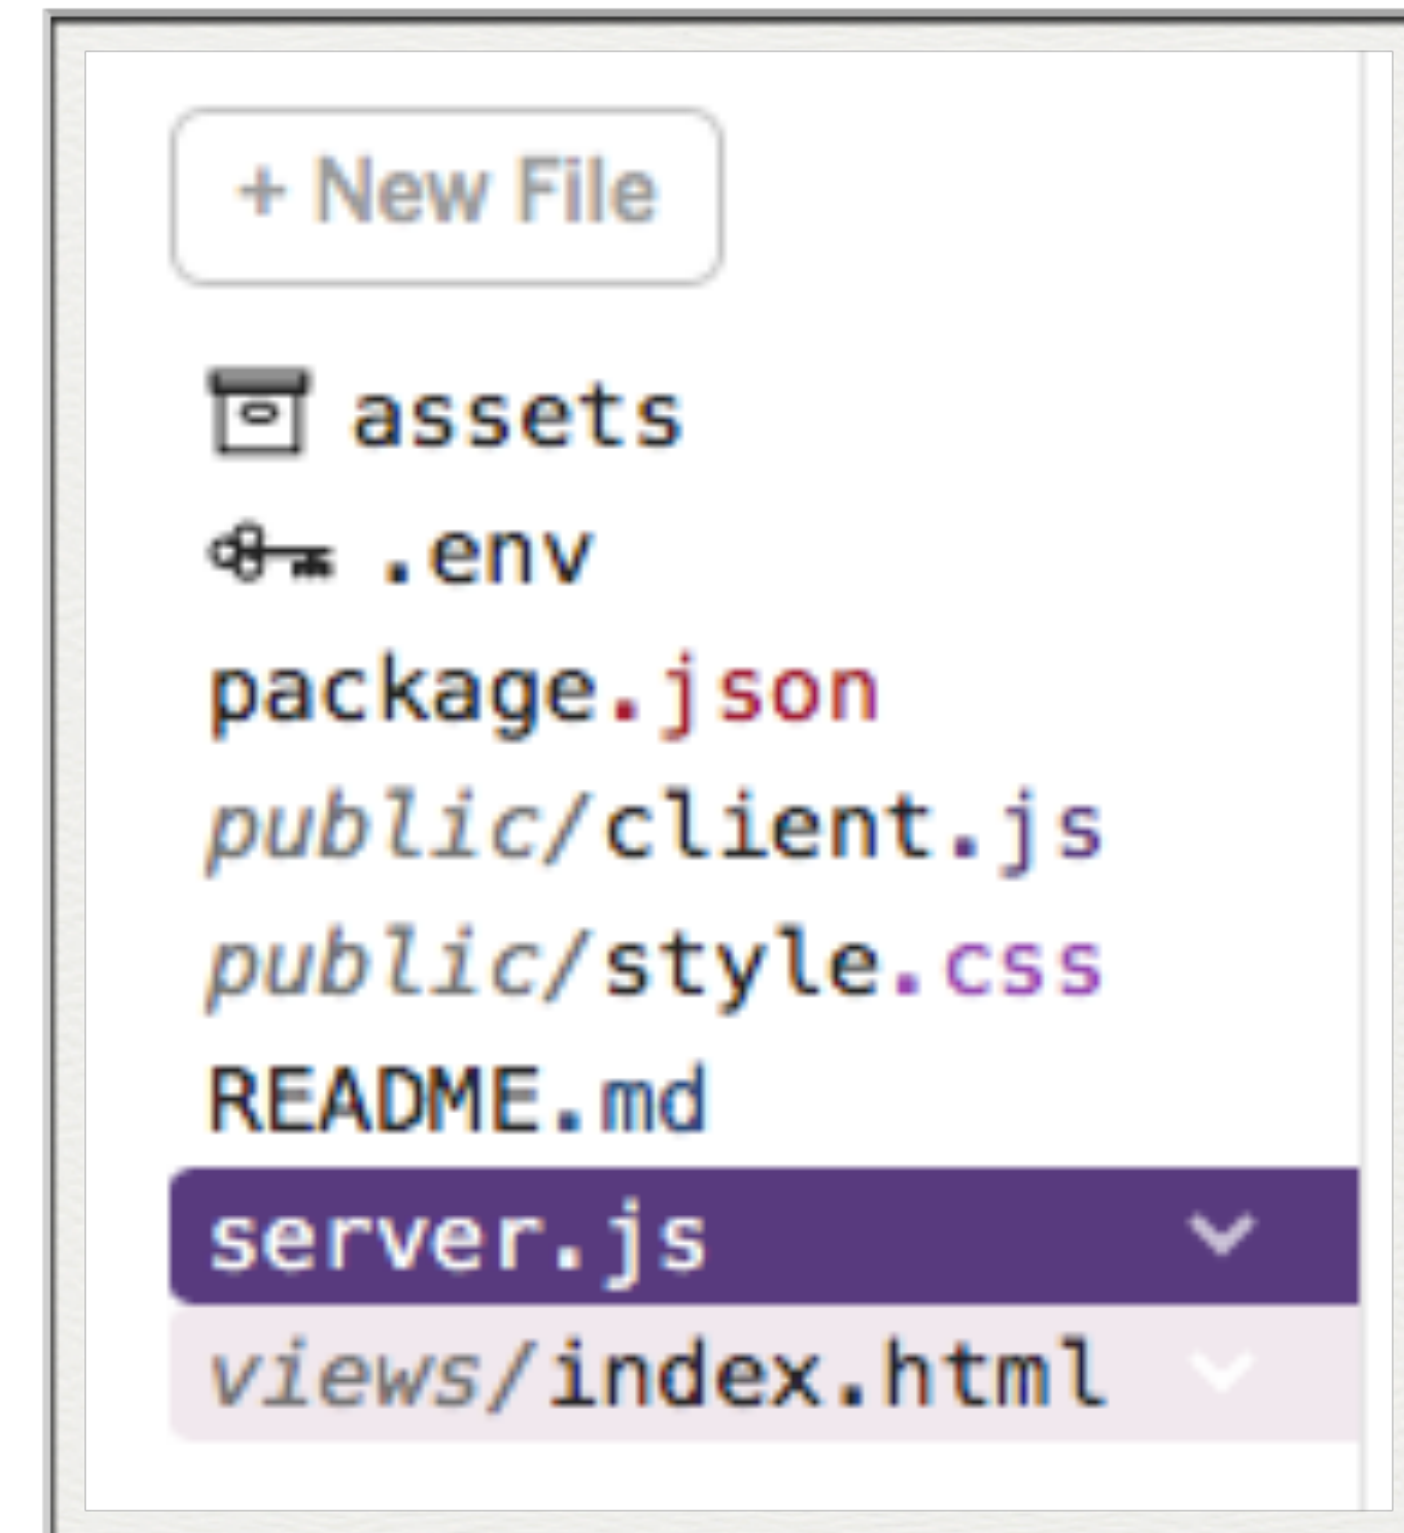 + New File
assets
.env
package.json
public/client.js
public/style.css
README.md
server.js
views/index.html